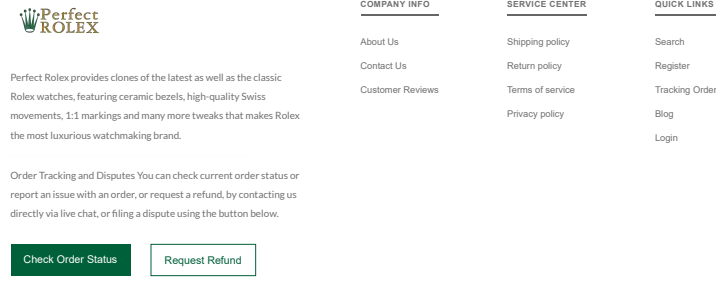 Perfect
ROLEX
Perfect Rolex provides clones of the latest as well as the classic
Rolex watches, featuring ceramic bezels, high-quality Swiss
movements, 1:1 markings and many more tweaks that makes Rolex
the most luxurious watchmaking brand.
Order Tracking and Disputes You can check current order status or
report an issue with an order, or request a refund, by contacting us
directly via live chat, or filing a dispute using the button below.
Check Order Status
Request Refund
COMPANY INFO
About Us
Contact Us
Customer Reviews
SERVICE CENTER
Shipping policy
Return policy
Terms of service
Privacy policy
QUICK LINKS
Search
Register
Tracking Order
Blog
Login